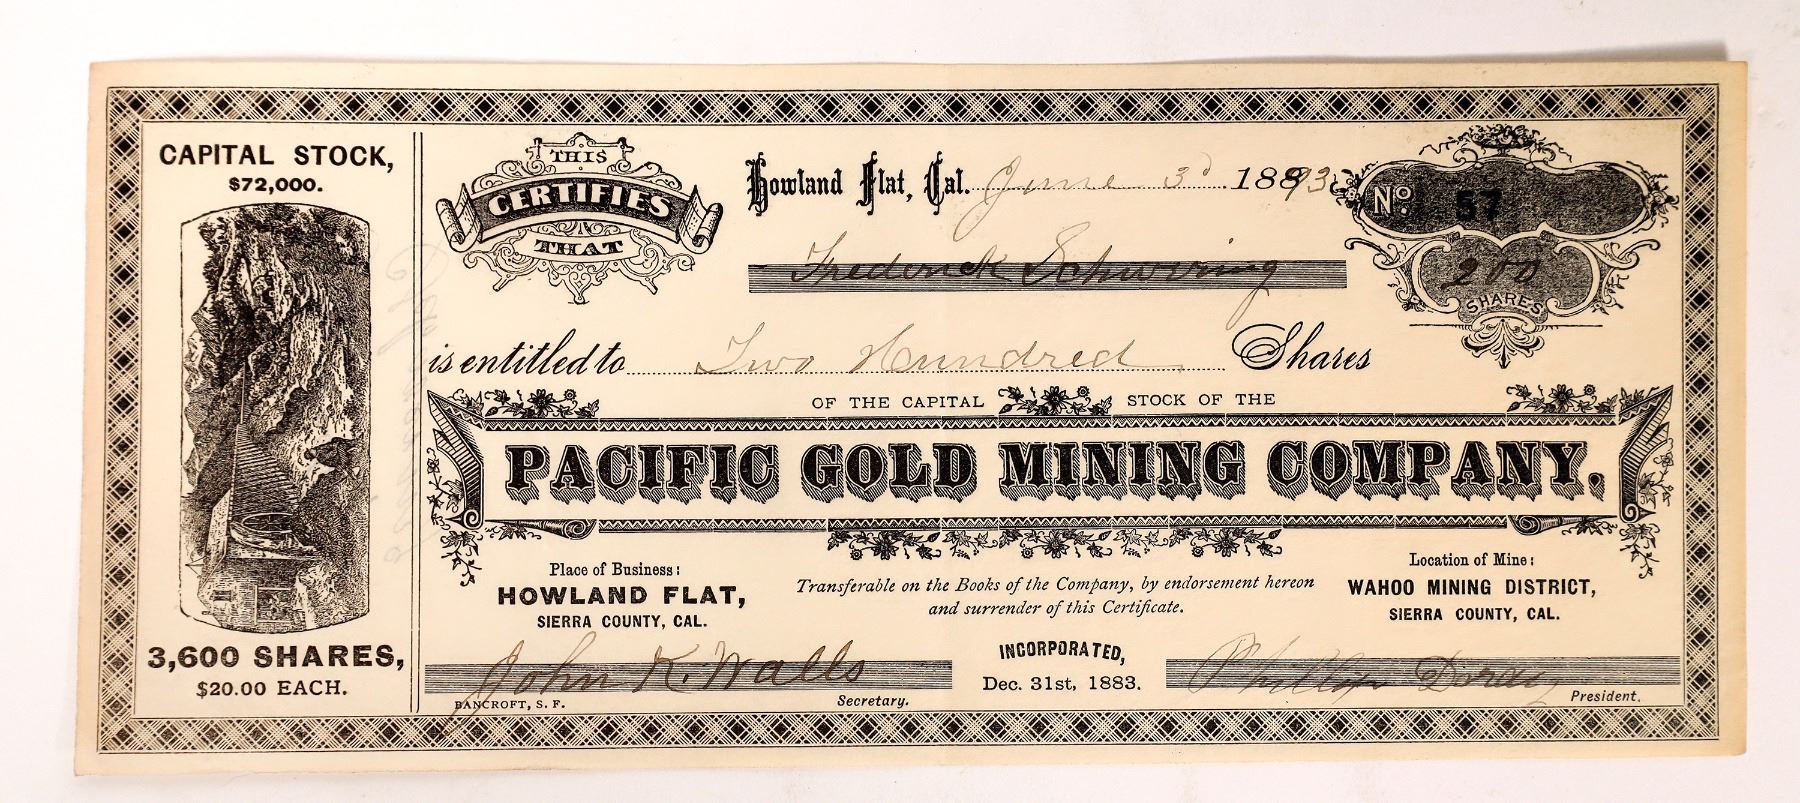 CAPITAL STOCK,
$72,000.
3,600 SHARES,
$20.00 EACH.
THIS
CERTIFIES
THAT
Howland Flat, Cal. June 3d 1893
No. 57
Frederick Schwering
200
SHARES
is entitled to Two Hundred Shares
OF THE CAPITAL STOCK OF THE
PACIFIC GOLD MINING COMPANY.
Place of Business:
HOWLAND FLAT,
SIERRA COUNTY, CAL.
Transferable on the Books of the Company, by endorsement hereon
and surrender of this Certificate.
Location of Mine:
WAHOO MINING DISTRICT,
SIERRA COUNTY, CAL.
John K. Walls
Secretary.
BANCROFT, S. F.
INCORPORATED,
Dec. 31st, 1883.
Phillip
President.